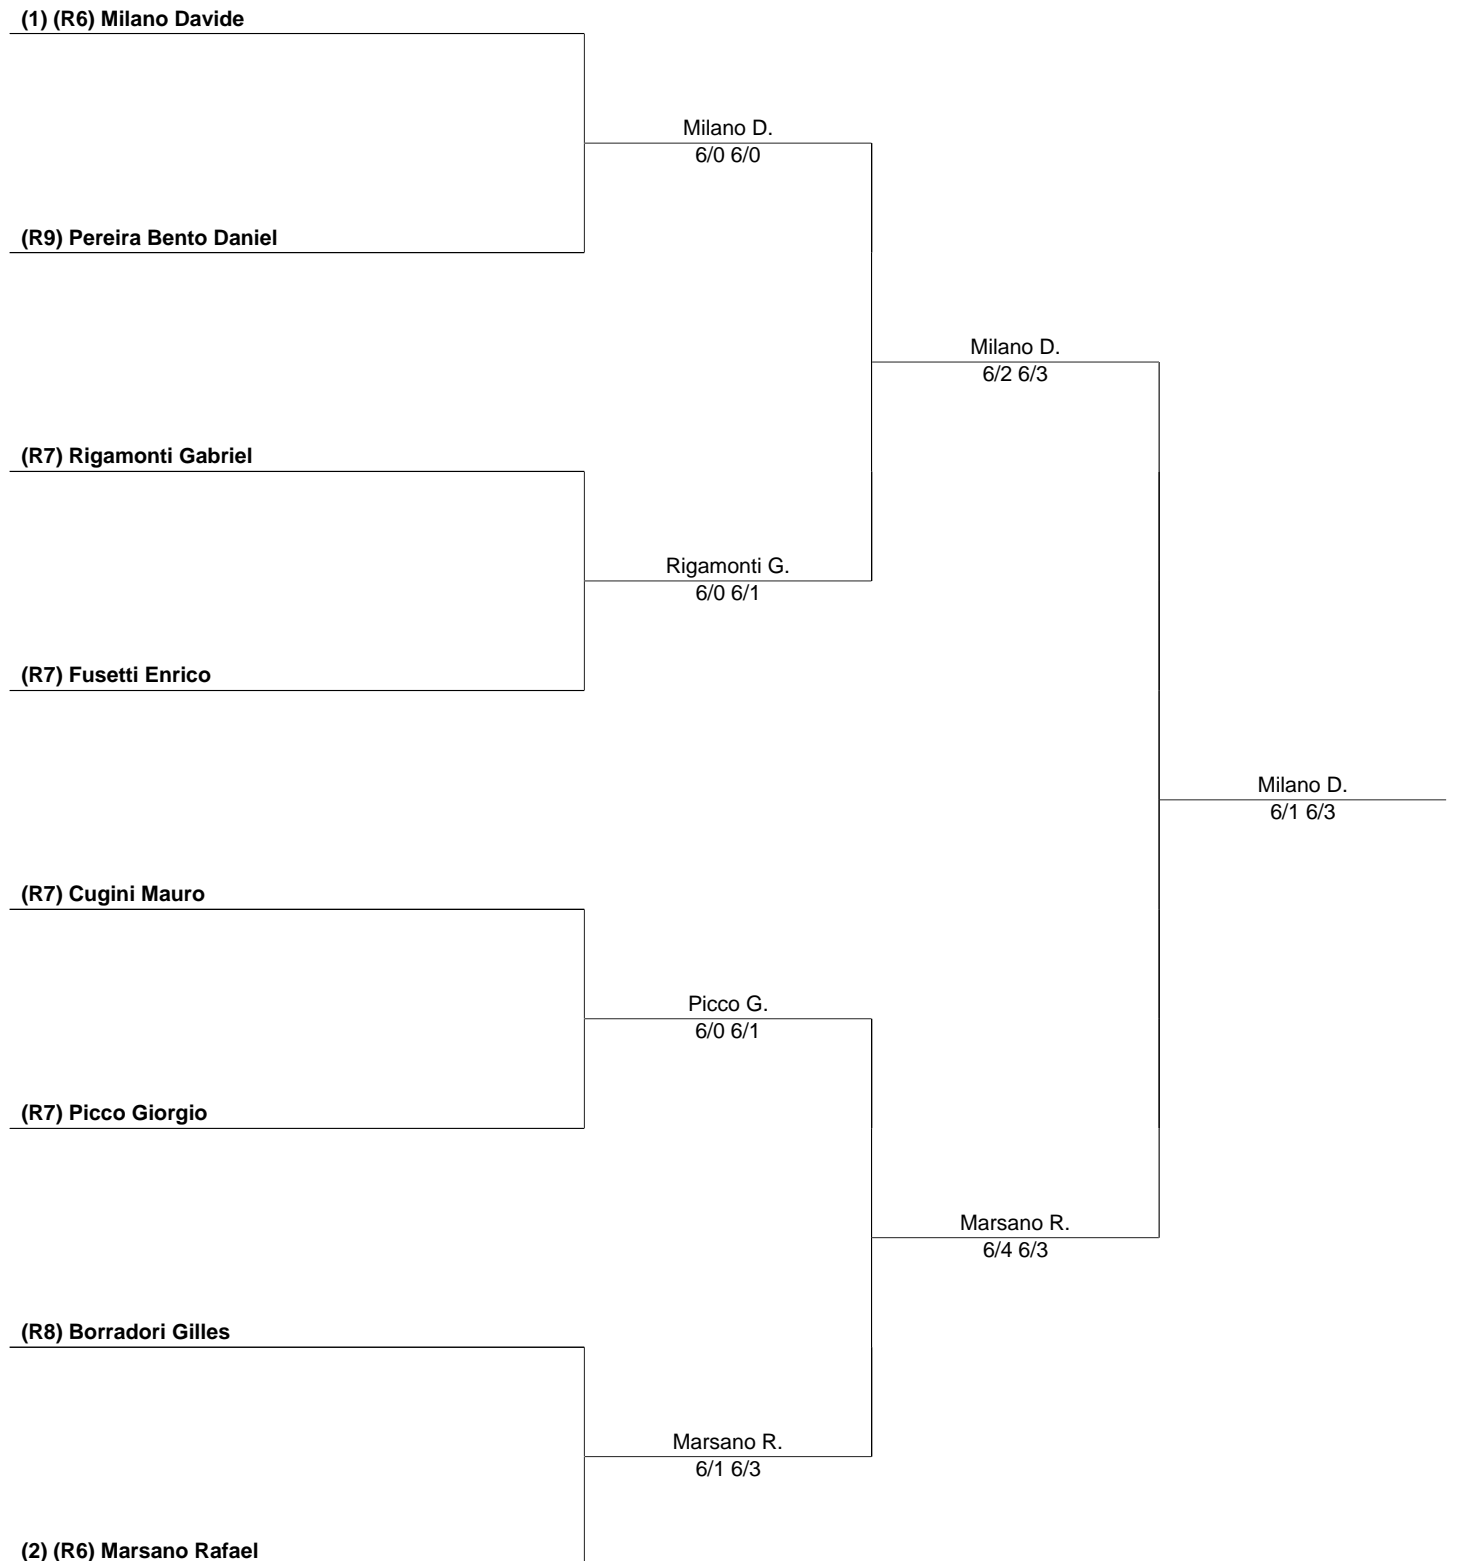 (1) (R6) Milano Davide
Milano D.
6/0 6/0
(R9) Pereira Bento Daniel
Milano D.
6/2 6/3
(R7) Rigamonti Gabriel
Rigamonti G.
6/0 6/1
(R7) Fusetti Enrico
Milano D.
6/1 6/3
(R7) Cugini Mauro
Picco G.
6/0 6/1
(R7) Picco Giorgio
Marsano R.
6/4 6/3
(R8) Borradori Gilles
Marsano R.
6/1 6/3
(2) (R6) Marsano Rafael